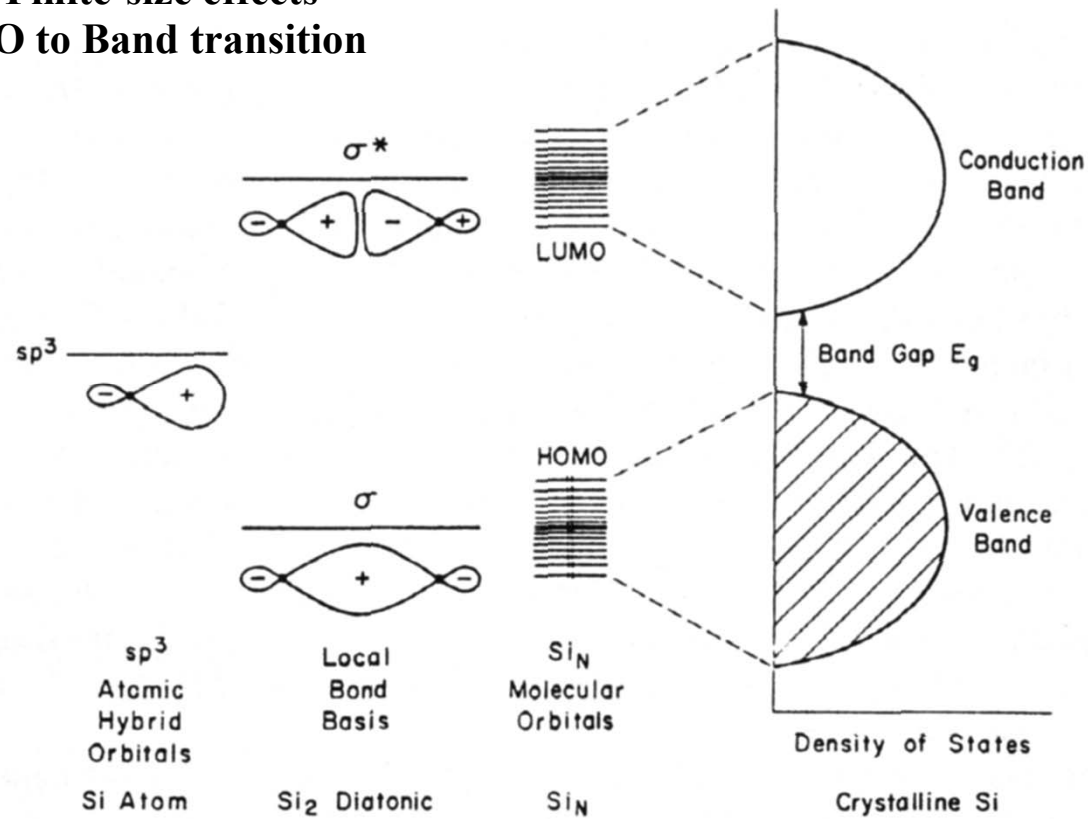 O to Band transition
σ*
Conduction
Band
LUMO
sp³
Band Gap Eg
HOMO
σ
Valence
Band
sp³
Atomic
Hybrid
Orbitals
Local
Bond
Basis
SiN
Molecular
Orbitals
Density of States
Si Atom
Si₂ Diatonic
SiN
Crystalline Si
- + - +
- +
- + -